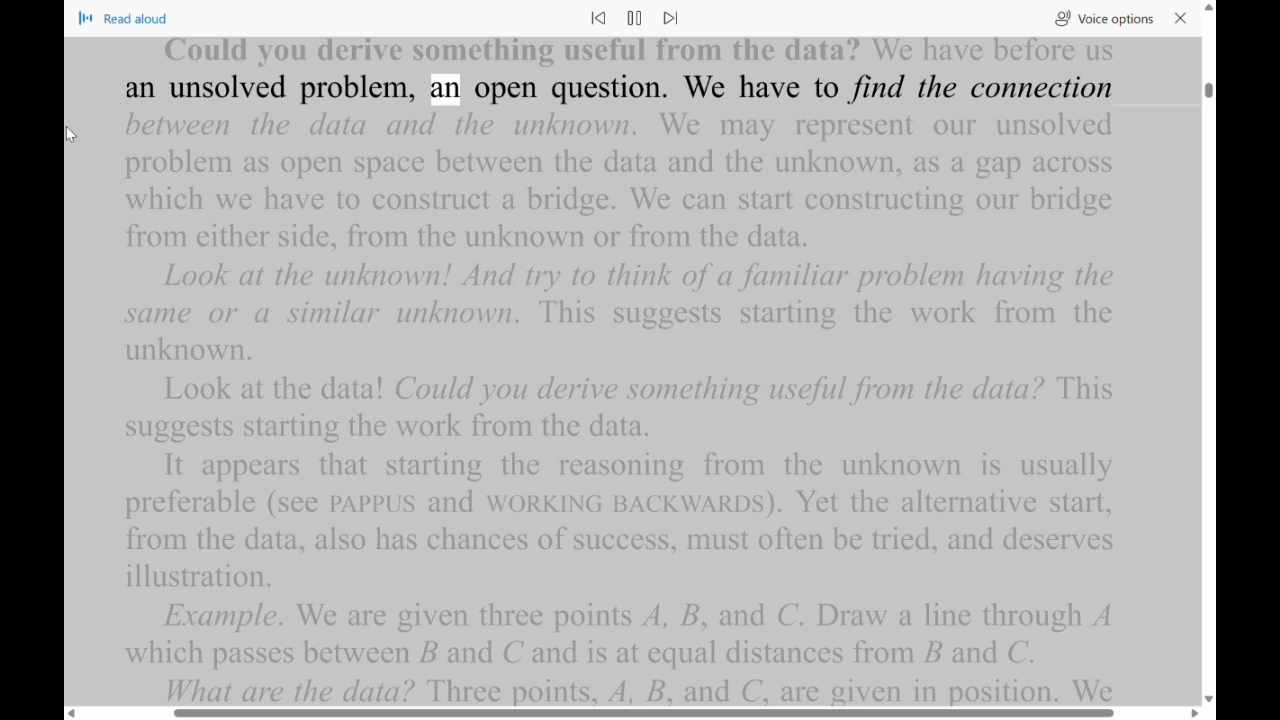 Read aloud
Voice options
Could you derive something useful from the data? We have before us
an unsolved problem, an open question. We have to find the connection
between the data and the unknown. We may represent our unsolved
problem as open space between the data and the unknown, as a gap across
which we have to construct a bridge. We can start constructing our bridge
from either side, from the unknown or from the data.
Look at the unknown! And try to think of a familiar problem having the
same or a similar unknown. This suggests starting the work from the
unknown.
Look at the data! Could you derive something useful from the data? This
suggests starting the work from the data.
It appears that starting the reasoning from the unknown is usually
preferable (see PAPPUS and WORKING BACKWARDS). Yet the alternative start,
from the data, also has chances of success, must often be tried, and deserves
illustration.
Example. We are given three points A, B, and C. Draw a line through A
which passes between B and C and is at equal distances from B and C.
What are the data? Three points, A, B, and C, are given in position. We